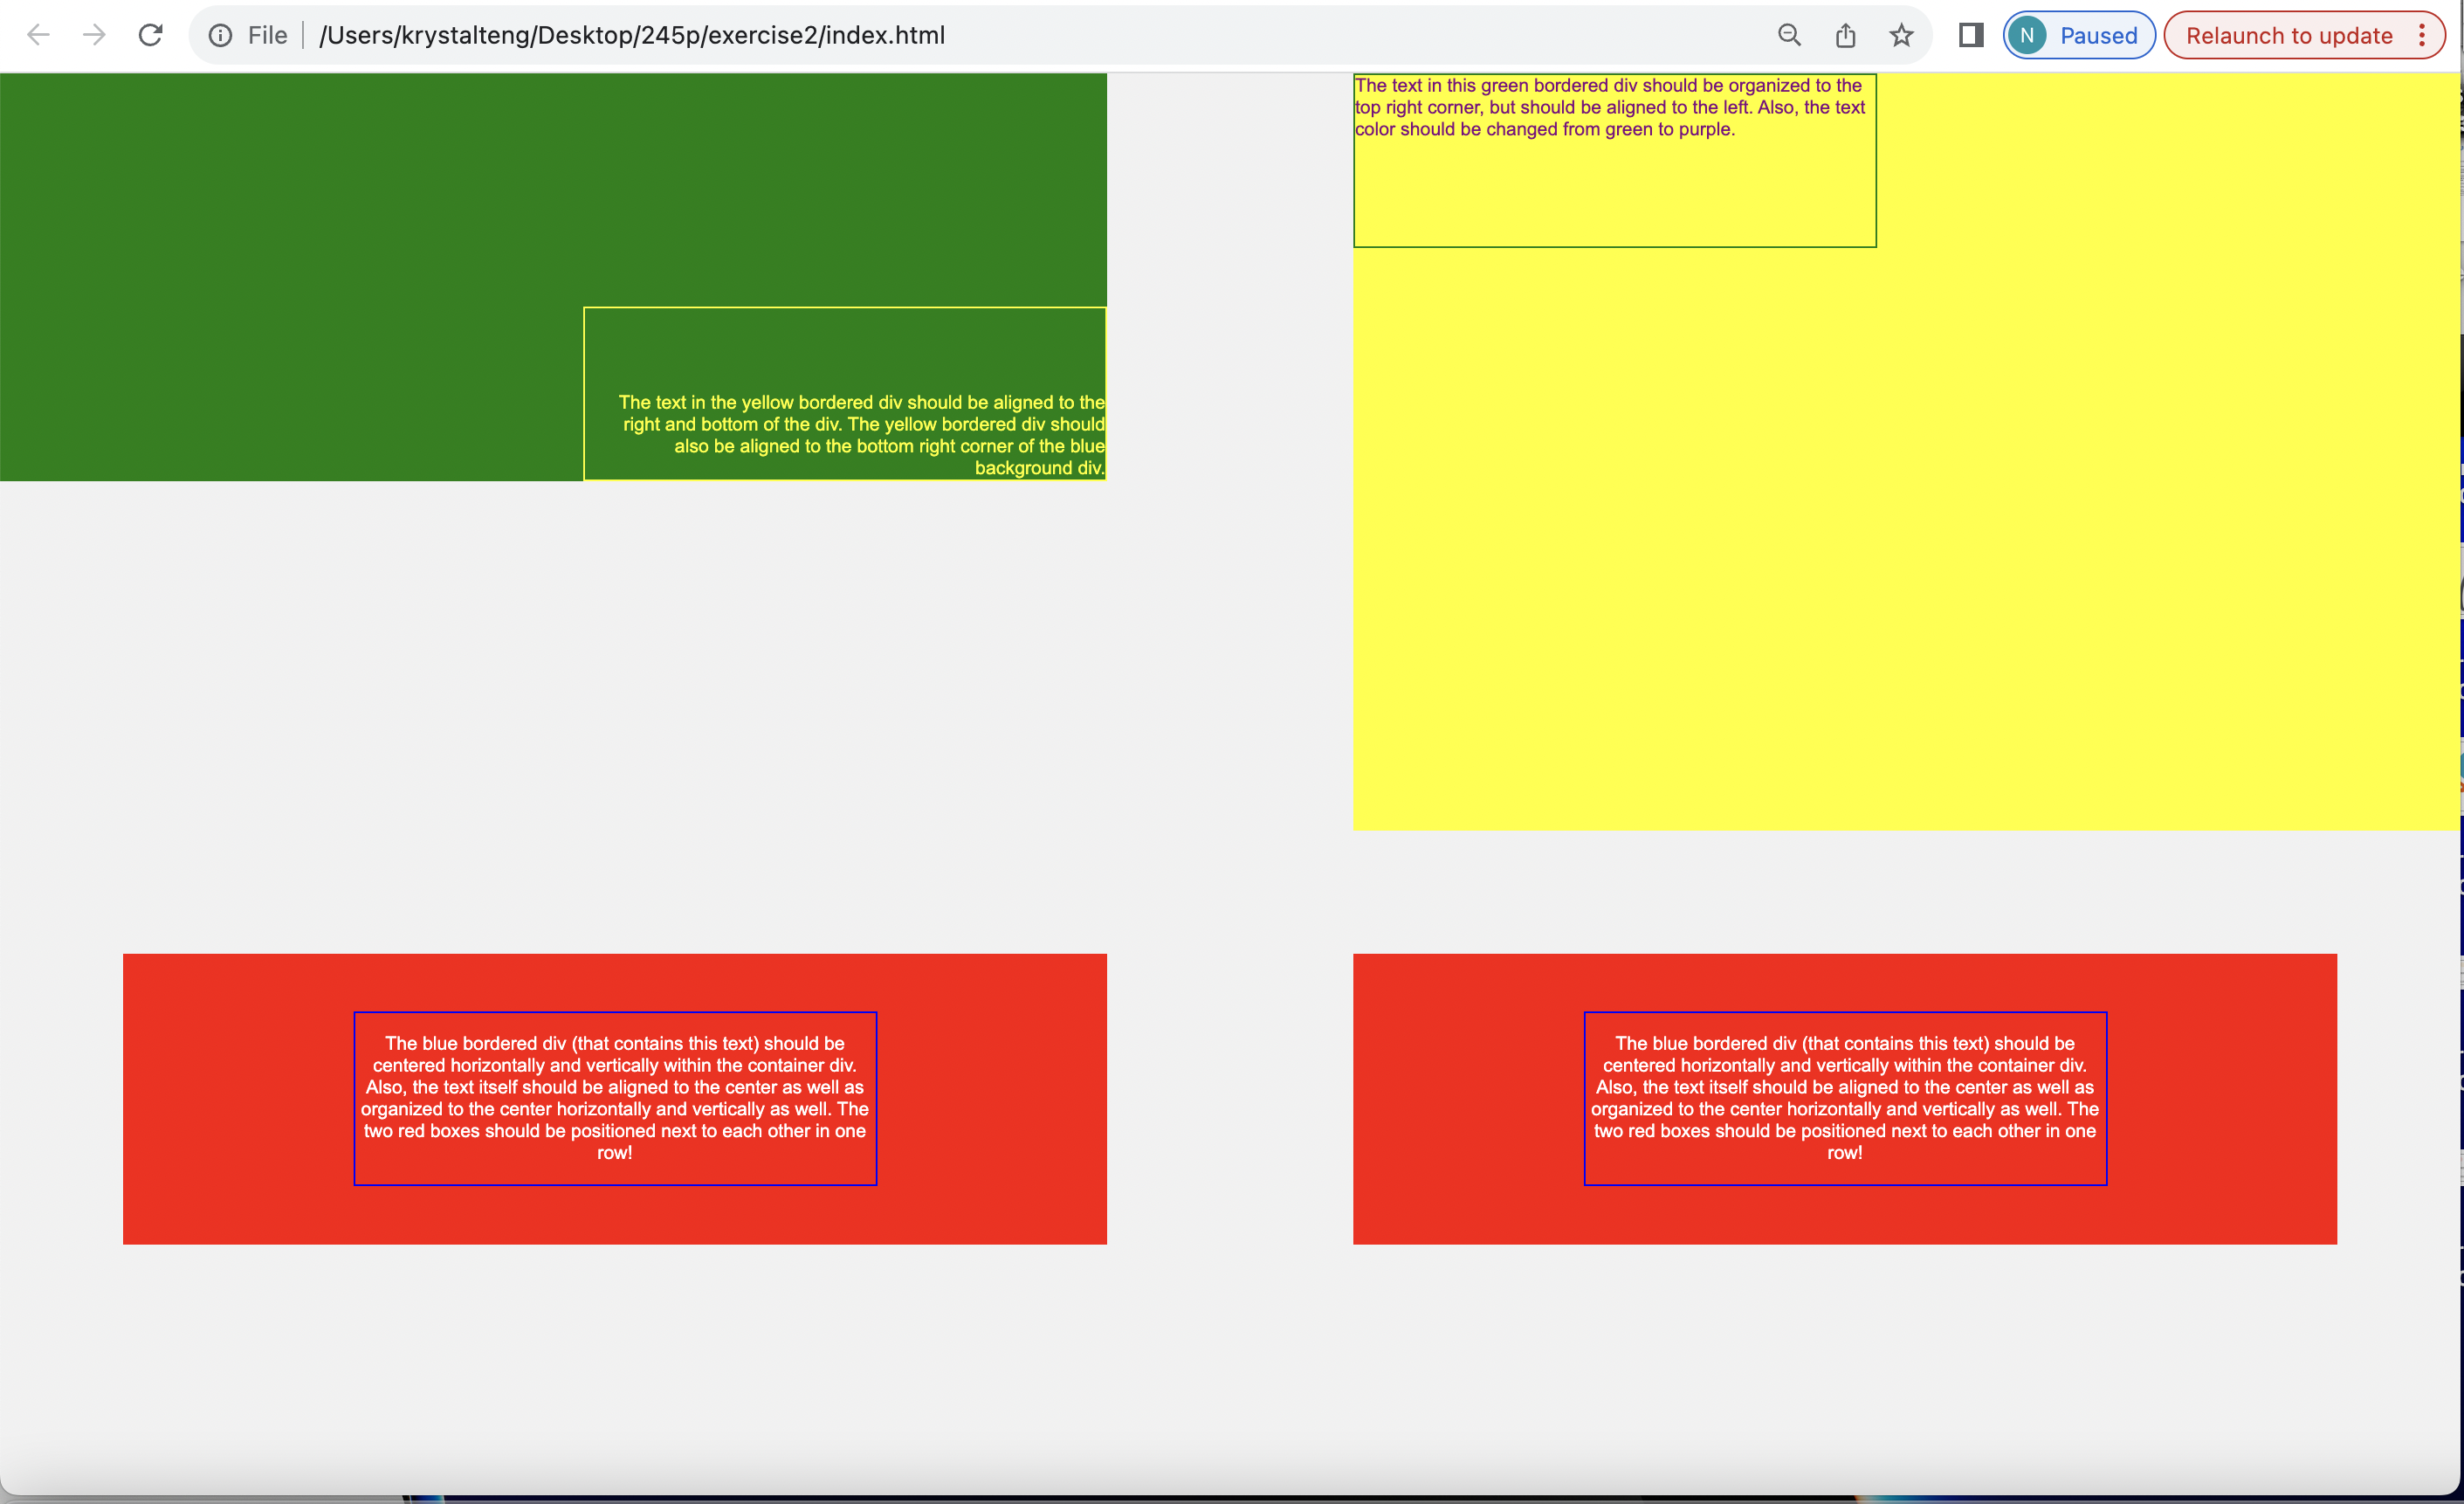 File
/Users/krystalteng/Desktop/245p/exercise2/index.html
N
Paused
Relaunch to update
The text in this green bordered div should be organized to the
top right corner, but should be aligned to the left. Also, the text
color should be changed from green to purple.
The text in the yellow bordered div should be aligned to the
right and bottom of the div. The yellow bordered div should
also be aligned to the bottom right corner of the blue
background div.
The blue bordered div (that contains this text) should be
centered horizontally and vertically within the container div.
Also, the text itself should be aligned to the center as well as
organized to the center horizontally and vertically as well. The
two red boxes should be positioned next to each other in one
row!
The blue bordered div (that contains this text) should be
centered horizontally and vertically within the container div.
Also, the text itself should be aligned to the center as well as
organized to the center horizontally and vertically as well. The
two red boxes should be positioned next to each other in one
row!